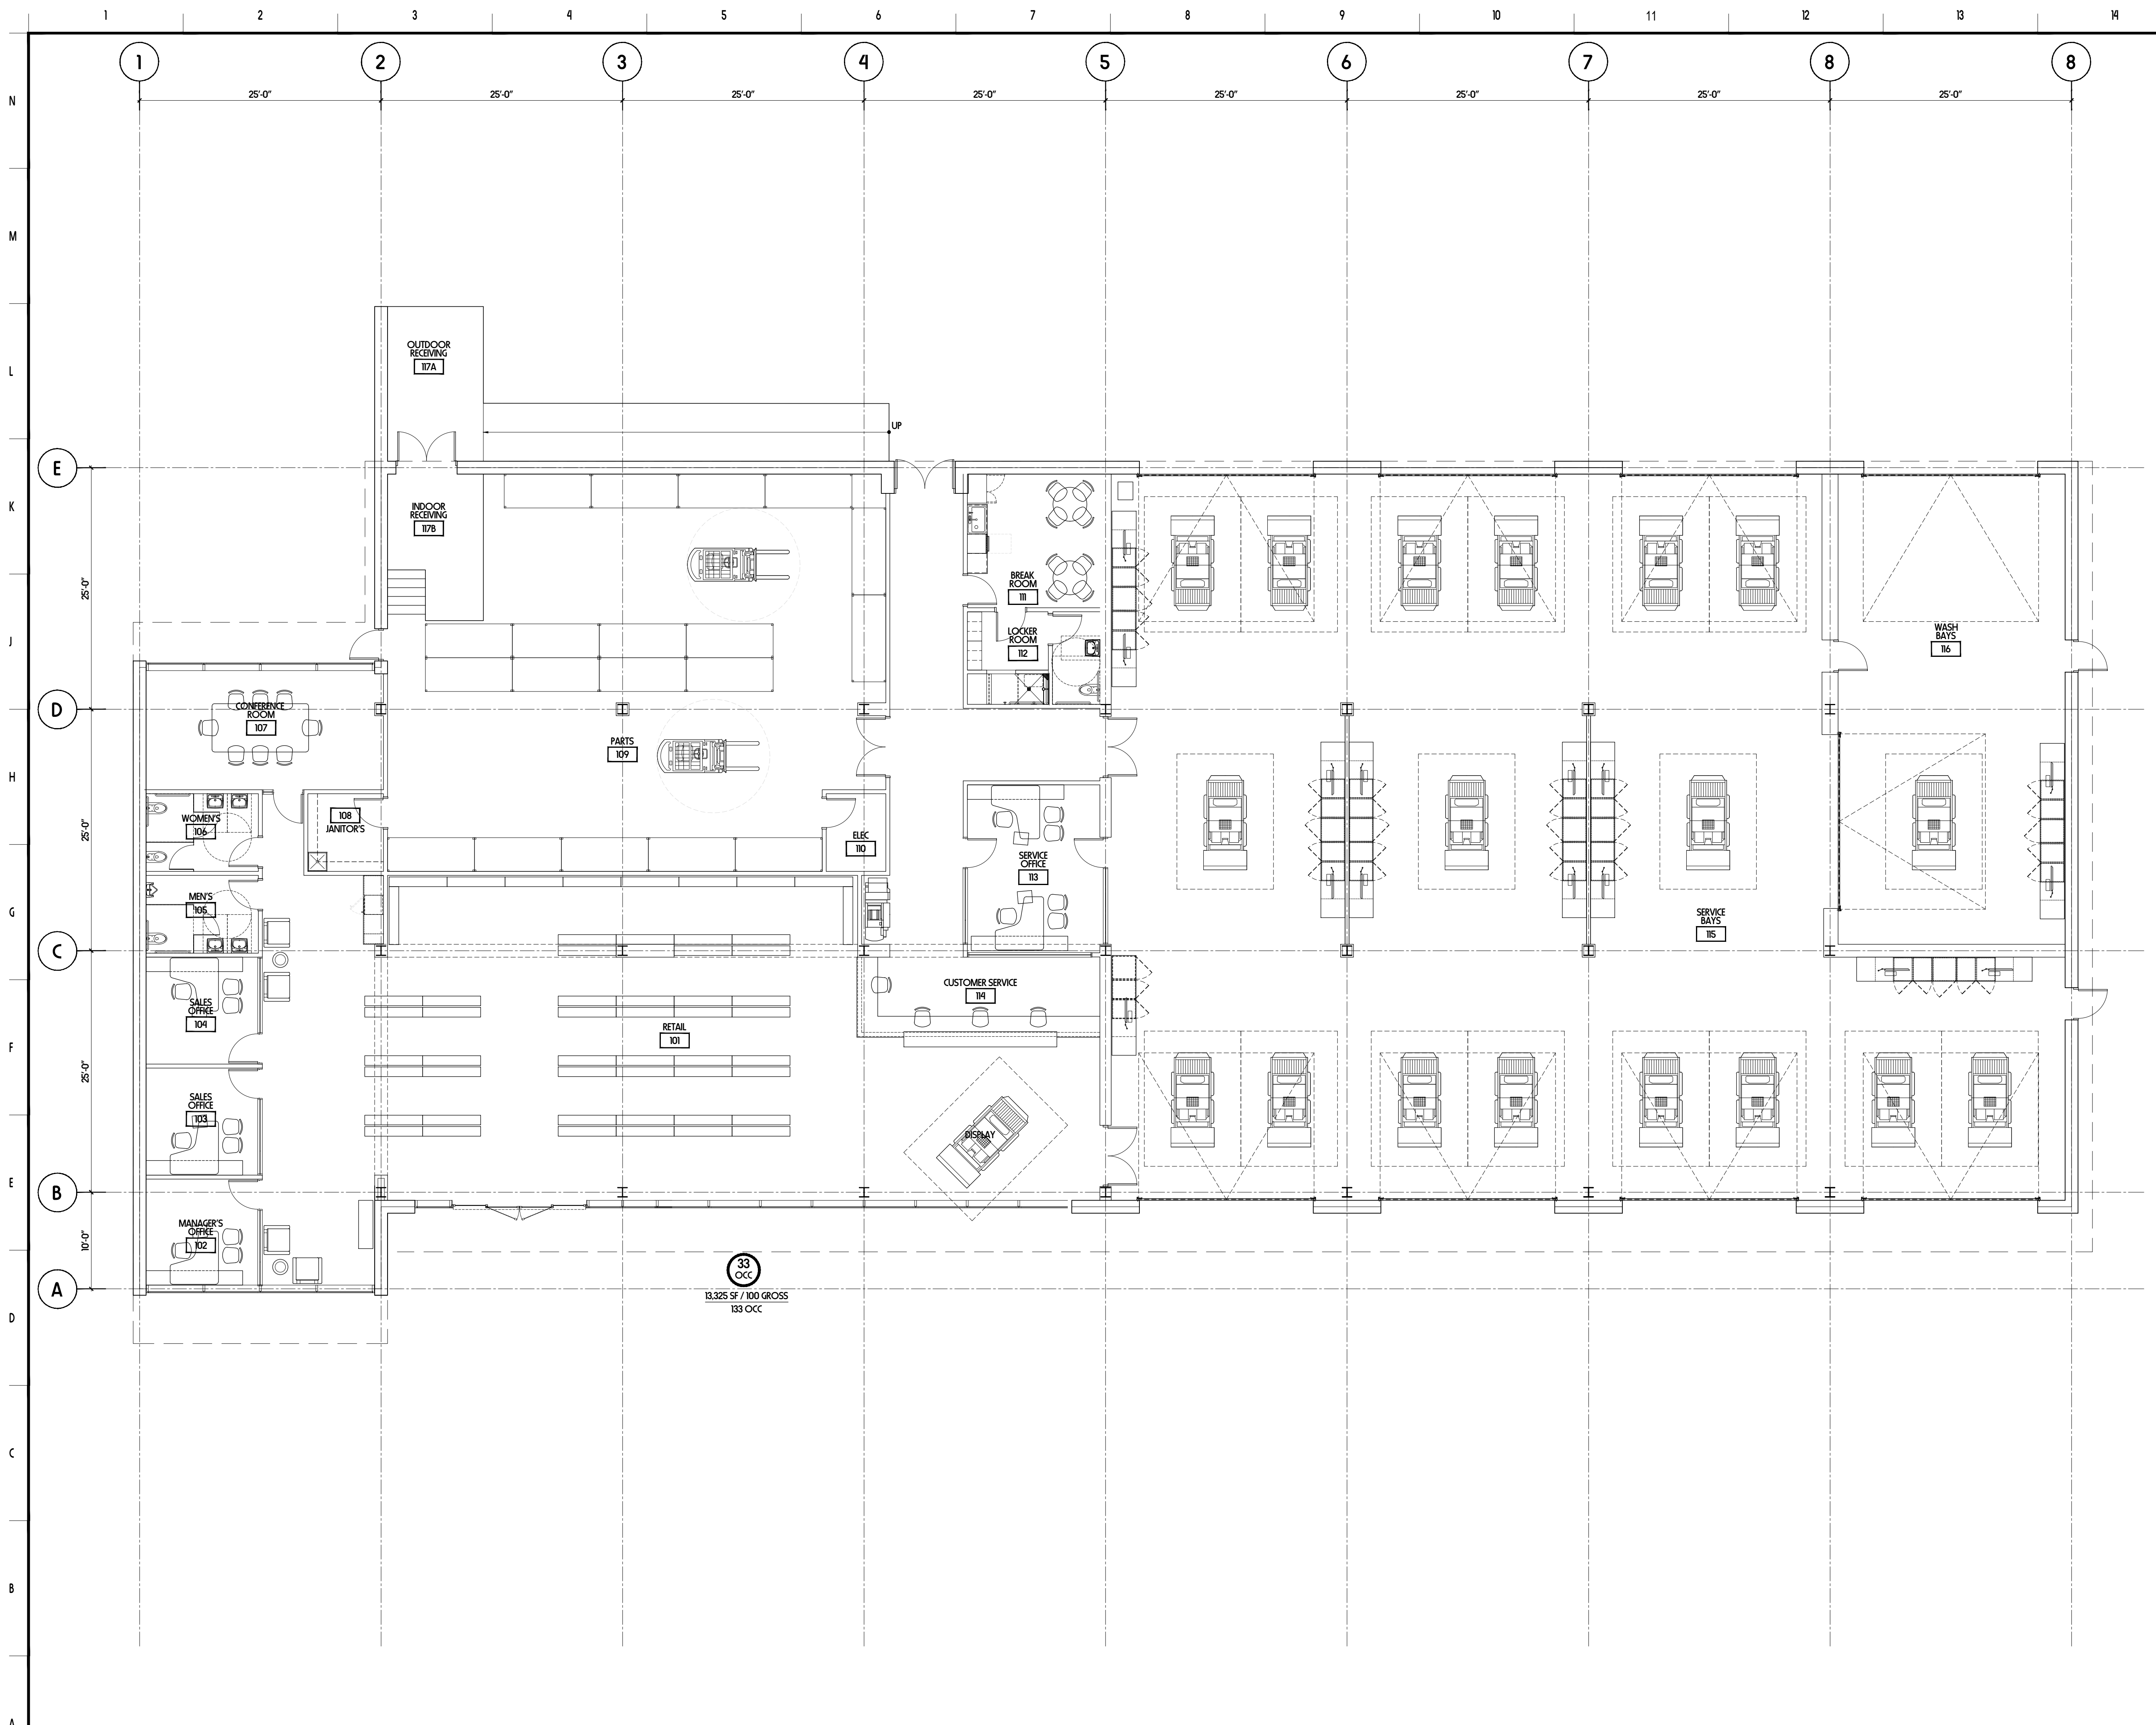 1 2 3 4 5 6 7 8 9 10 11 12 13 14
1 2 3 4 5 6 7 8 8
N
25'-0" 25'-0" 25'-0" 25'-0" 25'-0" 25'-0" 25'-0" 25'-0"
M
L
OUTDOOR
RECEIVING
117A
UP
E
K
INDOOR
RECEIVING
117B
25'-0"
BREAK
ROOM
111
J
LOCKER
ROOM
112
WASH
BAYS
116
D
CONFERENCE
ROOM
107
PARTS
109
H
25'-0"
WOMEN'S
106
108
JANITOR'S
ELEC
110
SERVICE
OFFICE
113
G
MEN'S
105
SERVICE
BAYS
115
C
SALES
OFFICE
104
CUSTOMER SERVICE
114
F
25'-0"
RETAIL
101
SALES
OFFICE
103
DISPLAY
E
B
MANAGER'S
OFFICE
102
10'-0"
33
OCC
13,325 SF / 100 GROSS
133 OCC
A
D
C
B
A